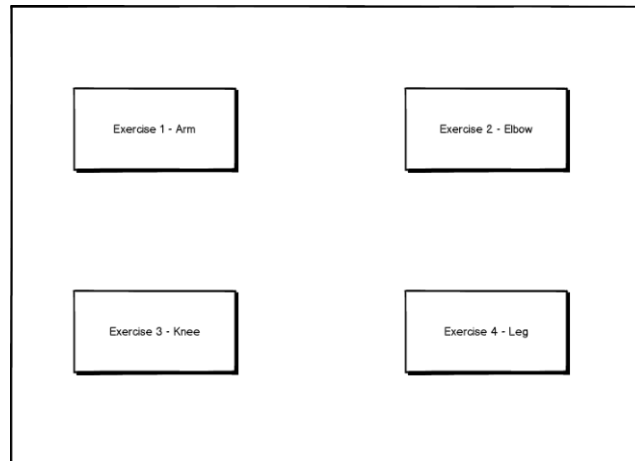 Exercise 1 - Arm
Exercise 2 - Elbow
Exercise 3 - Knee
Exercise 4 - Leg